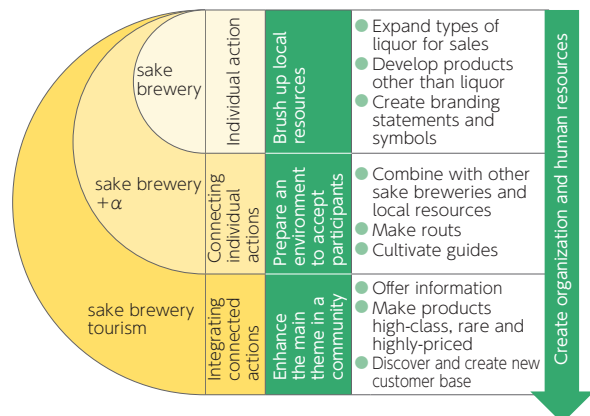 sake
brewery
Individual action
Brush up local
resources
Expand types of
liquor for sales
Develop products
other than liquor
Create branding
statements and
symbols
sake brewery
+α
Connecting
individual
actions
Prepare an
environment
to accept
participants
Combine with other
sake breweries and
local resources
Make routs
Cultivate guides
sake brewery
tourism
Integrating
connected
actions
Enhance
the main
theme in a
community
Offer information
Make products
high-class, rare and
highly-priced
Discover and create new
customer base
Create organization and human resources